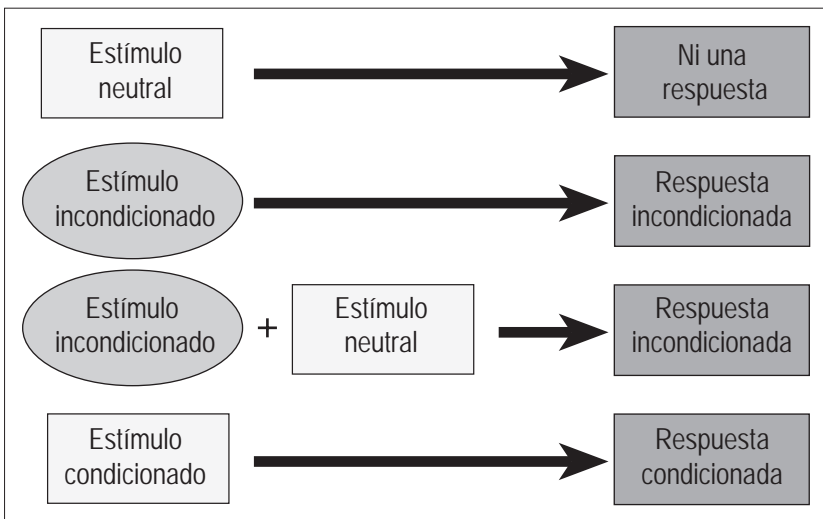 Estímulo
neutral
Ni una
respuesta
Estímulo
incondicionado
Respuesta
incondicionada
Estímulo
incondicionado
+
Estímulo
neutral
Respuesta
incondicionada
Estímulo
condicionado
Respuesta
condicionada